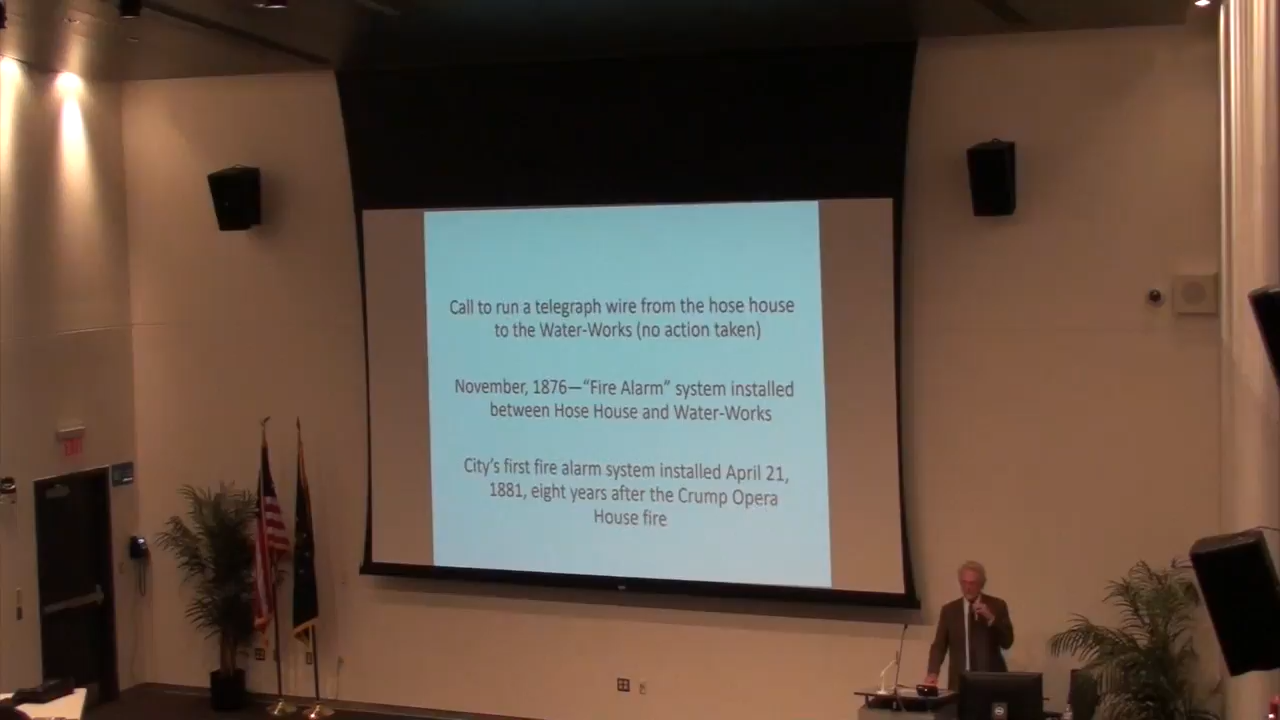 Call to run a telegraph wire from the hose house
to the Water-Works (no action taken)
November, 1876—“Fire Alarm” system installed
between Hose House and Water-Works
City’s first fire alarm system installed April 21,
1881, eight years after the Crump Opera
House fire
EXIT